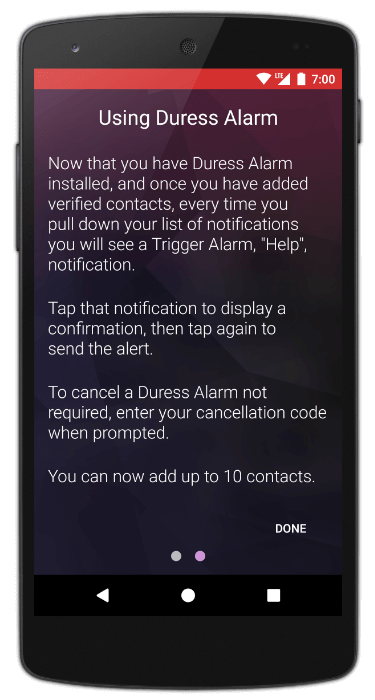 LTE 7:00
Using Duress Alarm
Now that you have Duress Alarm
installed, and once you have added
verified contacts, every time you
pull down your list of notifications
you will see a Trigger Alarm, "Help",
notification.
Tap that notification to display a
confirmation, then tap again to
send the alert.
To cancel a Duress Alarm not
required, enter your cancellation code
when prompted.
You can now add up to 10 contacts.
DONE